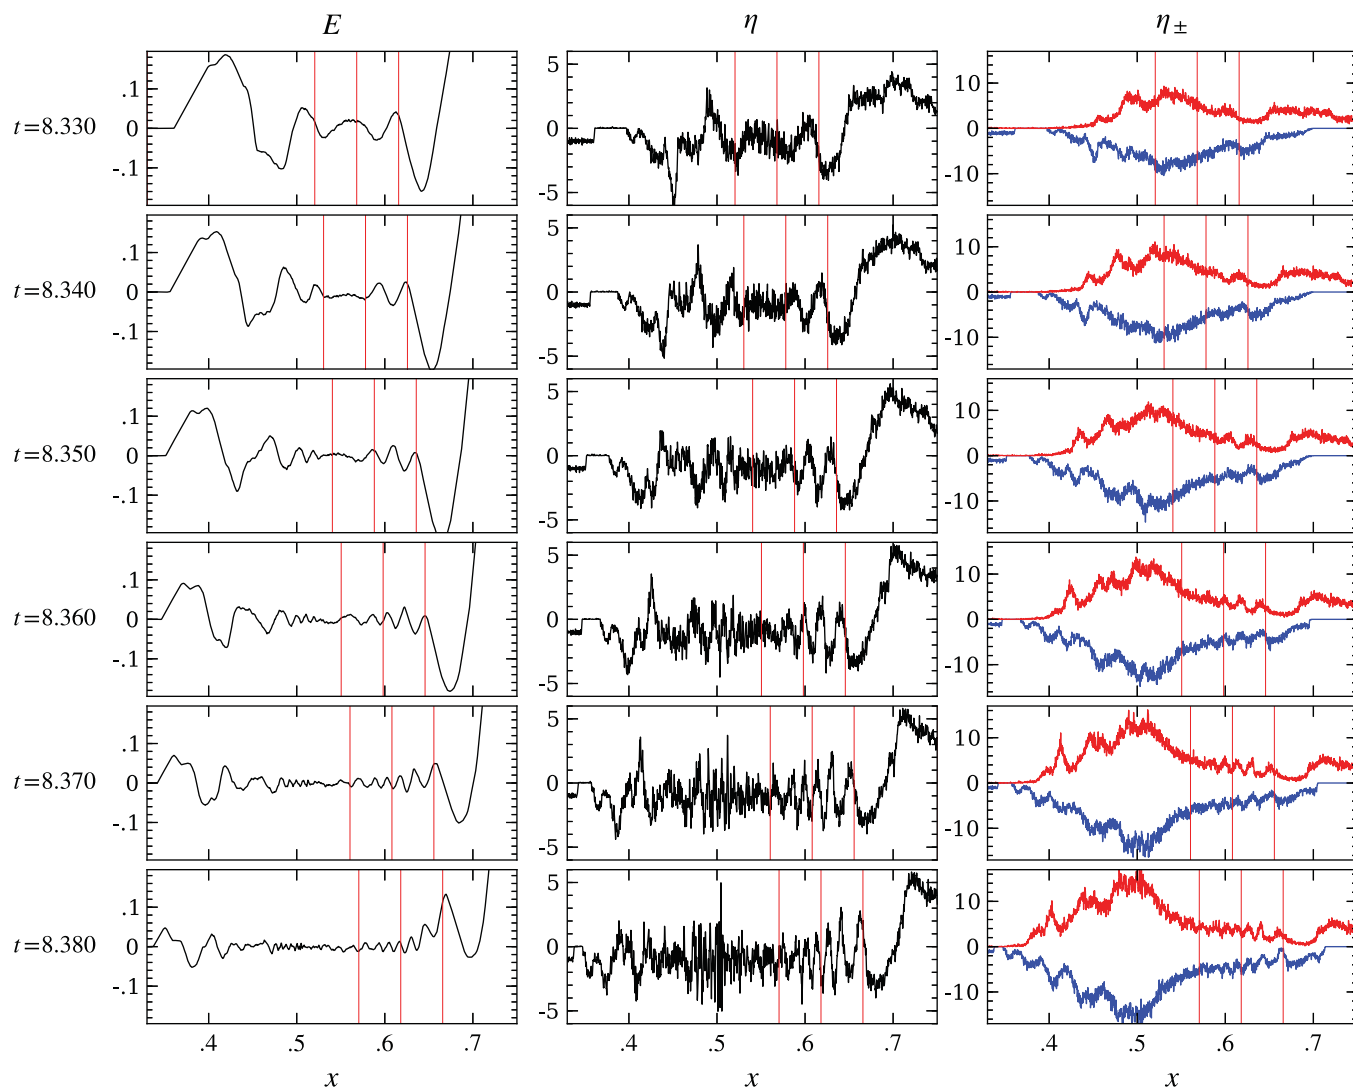 E η η±
t=8.330 .1 0 -.1 5 0 -5 10 0 -10
t=8.340 .1 0 -.1 5 0 -5 10 0 -10
t=8.350 .1 0 -.1 5 0 -5 10 0 -10
t=8.360 .1 0 -.1 5 0 -5 10 0 -10
t=8.370 .1 0 -.1 5 0 -5 10 0 -10
t=8.380 .1 0 -.1 5 0 -5 10 0 -10
.4 .5 .6 .7 .4 .5 .6 .7 .4 .5 .6 .7
x x x